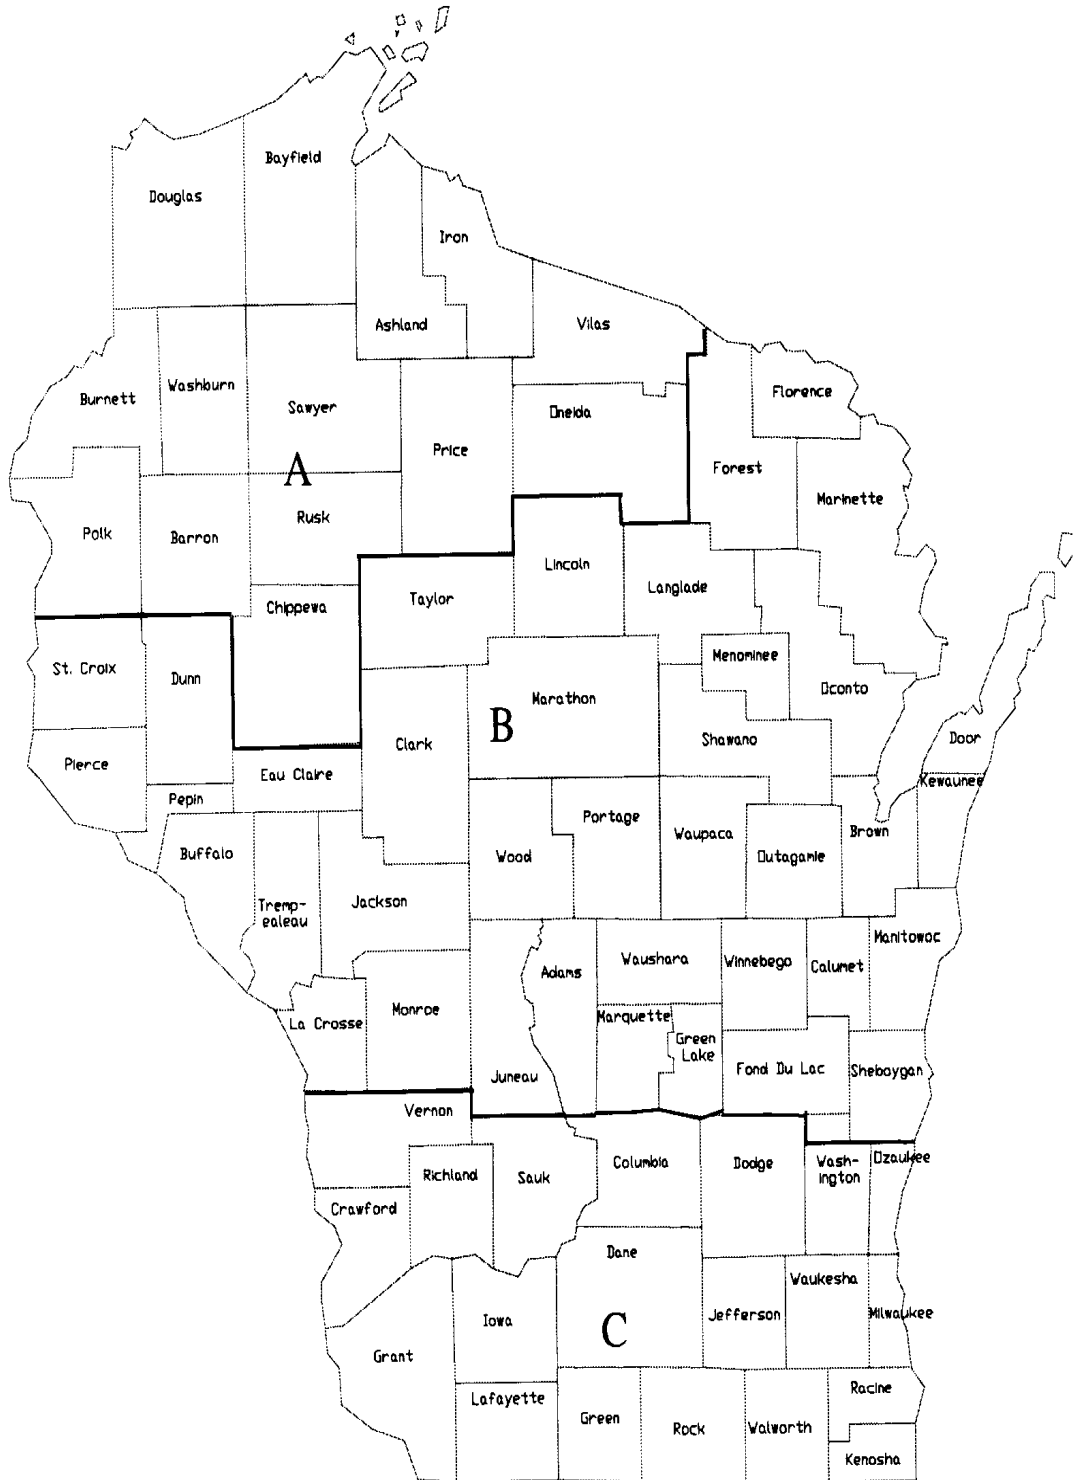 Bayfield
Douglas
Iron
Ashland
Vilas
Burnett
Washburn
Sawyer
Florence
Oneida
Price
A
Forest
Marinette
Polk
Barron
Rusk
Lincoln
Langlade
Taylor
Chippewa
St. Croix
Dunn
Menominee
Oconto
Marathon
B
Shawano
Door
Clark
Pierce
Eau Claire
Kewaunee
Pepin
Portage
Waupaca
Brown
Buffalo
Wood
Outagamie
Tremp-
ealeau
Jackson
Manitowoc
Adams
Waushara
Winnebego
Calumet
Monroe
La Crosse
Marquette
Green
Lake
Juneau
Fond Du Lac
Sheboygan
Vernon
Richland
Sauk
Columbia
Dodge
Wash-
ington
Ozaukee
Crawford
Dane
Waukesha
Iowa
C
Jefferson
Milwaukee
Grant
Lafayette
Racine
Green
Rock
Walworth
Kenosha